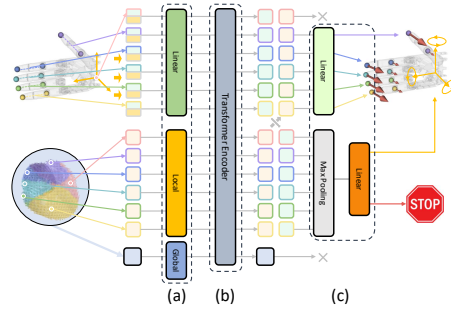 Linear
Local
Global
Transformer Encoder
Linear
Max Pooling
Linear
STOP
(a)
(b)
(c)